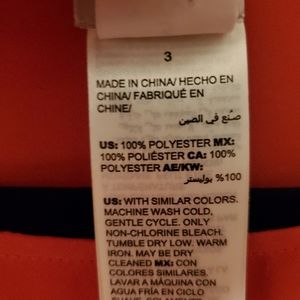 3
MADE IN CHINA/ HECHO EN
CHINA/ FABRIQUÉ EN
CHINE/
صنع في الصين
US: 100% POLYESTER MX:
100% POLIÉSTER CA: 100%
POLYESTER AE/KW:
100% بوليستر
US: WITH SIMILAR COLORS.
MACHINE WASH COLD,
GENTLE CYCLE. ONLY
NON-CHLORINE BLEACH.
TUMBLE DRY LOW. WARM
IRON. MAY BE DRY
CLEANED MX: CON
COLORES SIMILARES.
LAVAR A MÁQUINA CON
AGUA FRÍA EN CICLO